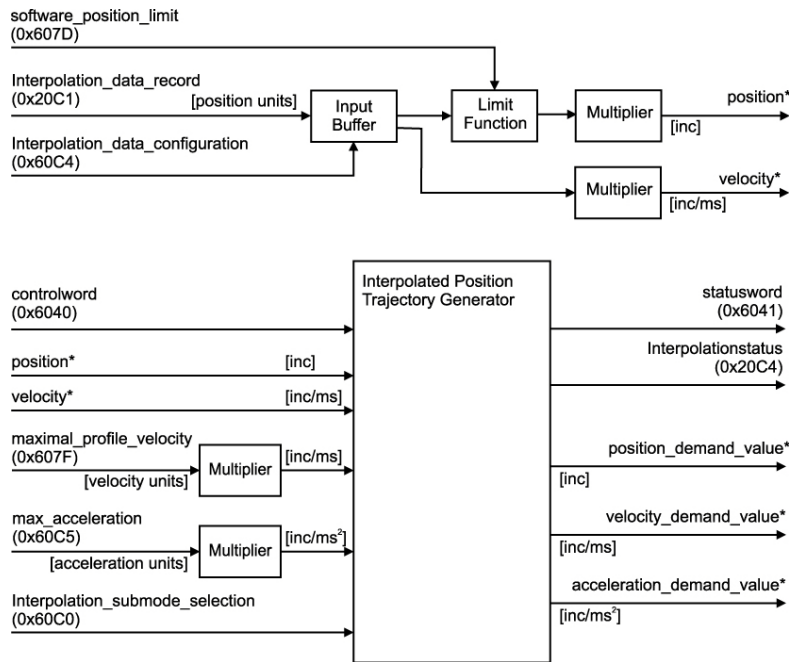 software_position_limit
(0x607D)
Interpolation_data_record
(0x20C1)
[position units]
Input
Buffer
Limit
Function
Multiplier
position*
[inc]
Interpolation_data_configuration
(0x60C4)
Multiplier
velocity*
[inc/ms]
Interpolated Position
Trajectory Generator
controlword
(0x6040)
statusword
(0x6041)
position*
[inc]
Interpolationstatus
(0x20C4)
velocity*
[inc/ms]
maximal_profile_velocity
(0x607F)
[velocity units]
Multiplier
[inc/ms]
position_demand_value*
[inc]
max_acceleration
(0x60C5)
[acceleration units]
Multiplier
[inc/ms²]
velocity_demand_value*
[inc/ms]
Interpolation_submode_selection
(0x60C0)
acceleration_demand_value*
[inc/ms²]